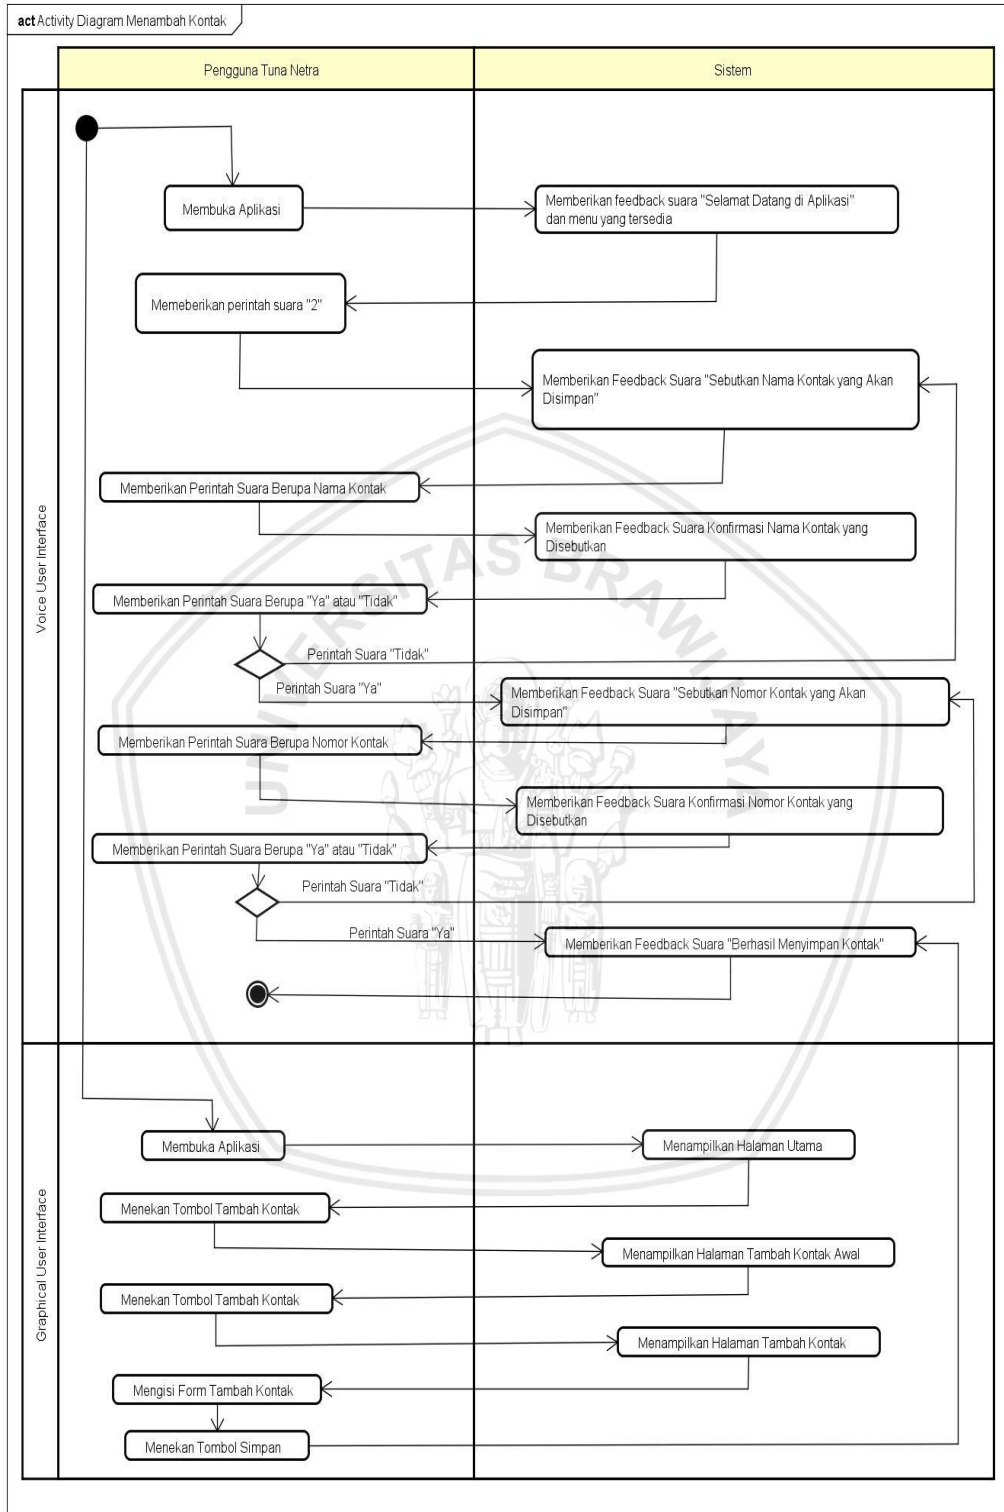 act Activity Diagram Menambah Kontak
Pengguna Tuna Netra
Sistem
Voice User Interface
Membuka Aplikasi
Memberikan feedback suara "Selamat Datang di Aplikasi"
dan menu yang tersedia
Memeberikan perintah suara "2"
Memberikan Feedback Suara "Sebutkan Nama Kontak yang Akan
Disimpan"
Memberikan Perintah Suara Berupa Nama Kontak
Memberikan Feedback Suara Konfirmasi Nama Kontak yang
Disebutkan
Memberikan Perintah Suara Berupa "Ya" atau "Tidak"
Perintah Suara "Tidak"
Perintah Suara "Ya"
Memberikan Feedback Suara "Sebutkan Nomor Kontak yang Akan
Disimpan"
Memberikan Perintah Suara Berupa Nomor Kontak
Memberikan Feedback Suara Konfirmasi Nomor Kontak yang
Disebutkan
Memberikan Perintah Suara Berupa "Ya" atau "Tidak"
Perintah Suara "Tidak"
Perintah Suara "Ya"
Memberikan Feedback Suara "Berhasil Menyimpan Kontak"
UNIVERSITAS BRAWIJAYA
Graphical User Interface
Membuka Aplikasi
Menampilkan Halaman Utama
Menekan Tombol Tambah Kontak
Menampilkan Halaman Tambah Kontak Awal
Menekan Tombol Tambah Kontak
Menampilkan Halaman Tambah Kontak
Mengisi Form Tambah Kontak
Menekan Tombol Simpan